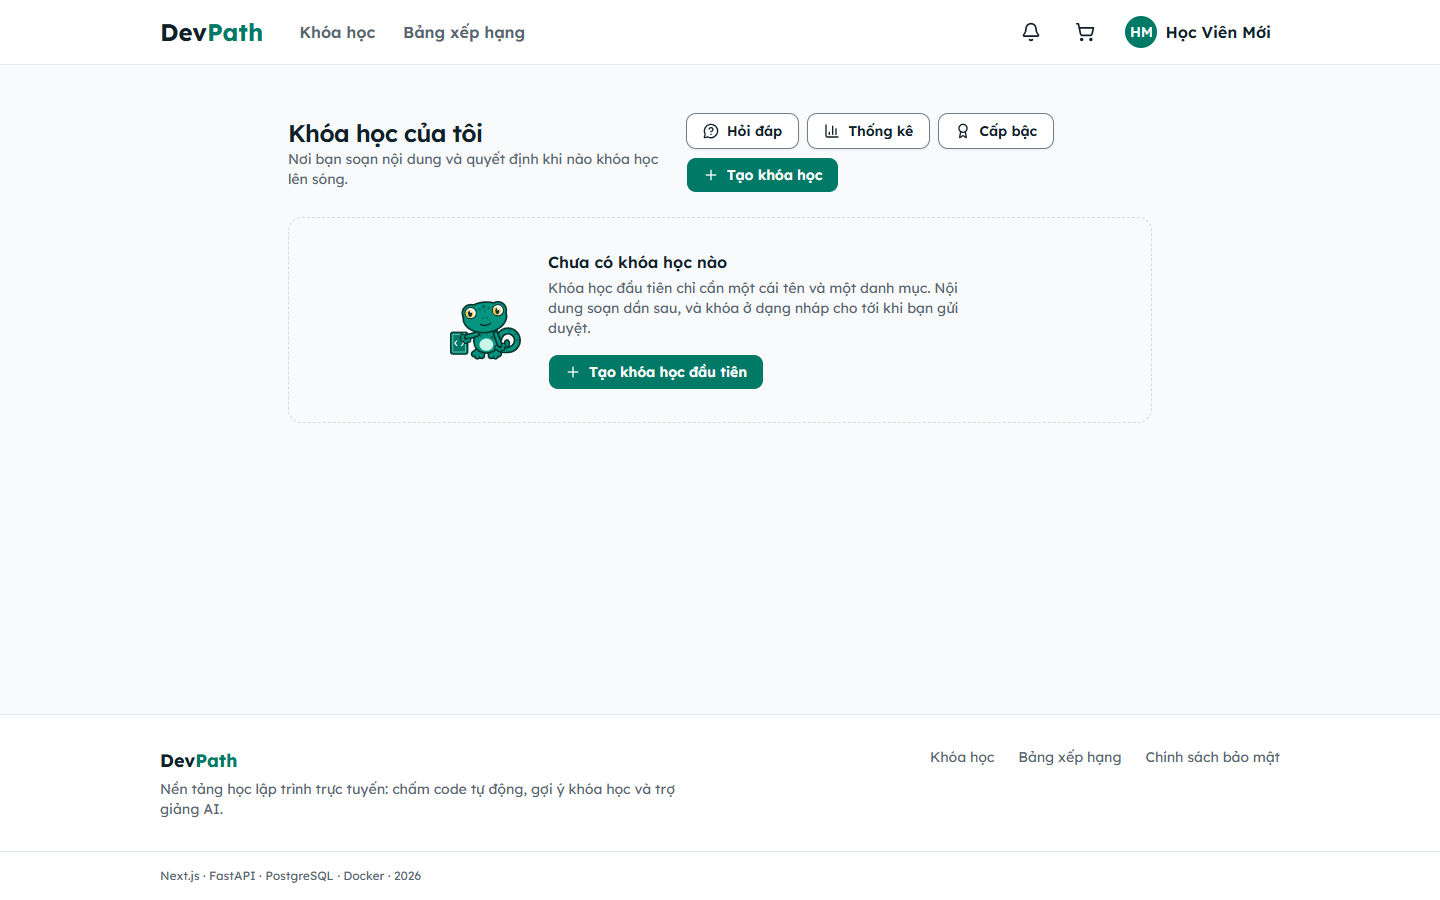 DevPath
Khóa học
Bảng xếp hạng
HM
Học Viên Mới
Khóa học của tôi
Nơi bạn soạn nội dung và quyết định khi nào khóa học
lên sóng.
Hỏi đáp
Thống kê
Cấp bậc
Tạo khóa học
Chưa có khóa học nào
Khóa học đầu tiên chỉ cần một cái tên và một danh mục. Nội
dung soạn dần sau, và khóa ở dạng nháp cho tới khi bạn gửi
duyệt.
Tạo khóa học đầu tiên
DevPath
Nền tảng học lập trình trực tuyến: chấm code tự động, gợi ý khóa học và trợ
giảng AI.
Khóa học
Bảng xếp hạng
Chính sách bảo mật
Next.js · FastAPI · PostgreSQL · Docker · 2026